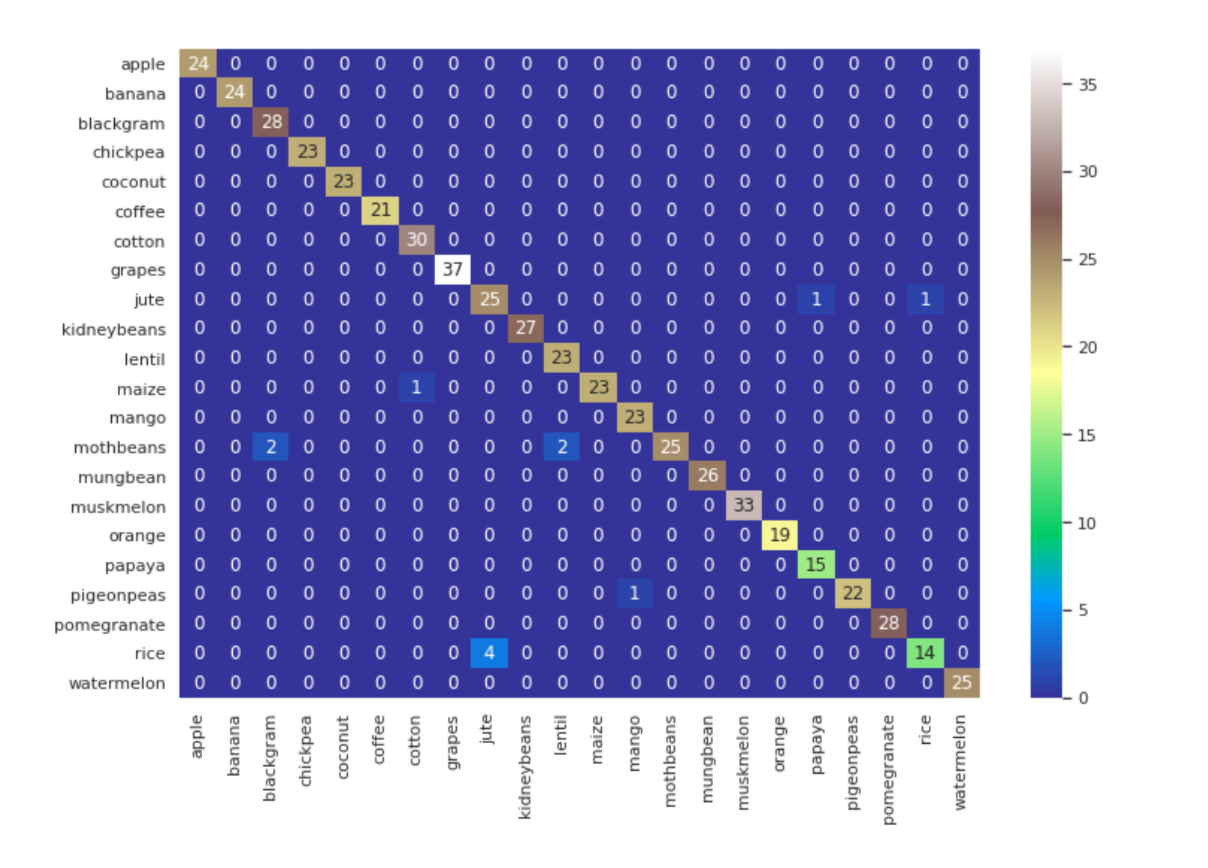 apple 24 0 0 0 0 0 0 0 0 0 0 0 0 0 0 0 0 0 0 0 0 0
banana 0 24 0 0 0 0 0 0 0 0 0 0 0 0 0 0 0 0 0 0 0 0
blackgram 0 0 28 0 0 0 0 0 0 0 0 0 0 0 0 0 0 0 0 0 0 0
chickpea 0 0 0 23 0 0 0 0 0 0 0 0 0 0 0 0 0 0 0 0 0 0
coconut 0 0 0 0 23 0 0 0 0 0 0 0 0 0 0 0 0 0 0 0 0 0
coffee 0 0 0 0 0 21 0 0 0 0 0 0 0 0 0 0 0 0 0 0 0 0
cotton 0 0 0 0 0 0 30 0 0 0 0 0 0 0 0 0 0 0 0 0 0 0
grapes 0 0 0 0 0 0 0 37 0 0 0 0 0 0 0 0 0 0 0 0 0 0
jute 0 0 0 0 0 0 0 0 25 0 0 0 0 0 0 0 0 1 0 0 1 0
kidneybeans 0 0 0 0 0 0 0 0 0 27 0 0 0 0 0 0 0 0 0 0 0 0
lentil 0 0 0 0 0 0 0 0 0 0 23 0 0 0 0 0 0 0 0 0 0 0
maize 0 0 0 0 0 0 1 0 0 0 0 23 0 0 0 0 0 0 0 0 0 0
mango 0 0 0 0 0 0 0 0 0 0 0 0 23 0 0 0 0 0 0 0 0 0
mothbeans 0 0 2 0 0 0 0 0 0 0 2 0 0 25 0 0 0 0 0 0 0 0
mungbean 0 0 0 0 0 0 0 0 0 0 0 0 0 0 26 0 0 0 0 0 0 0
muskmelon 0 0 0 0 0 0 0 0 0 0 0 0 0 0 0 33 0 0 0 0 0 0
orange 0 0 0 0 0 0 0 0 0 0 0 0 0 0 0 0 19 0 0 0 0 0
papaya 0 0 0 0 0 0 0 0 0 0 0 0 0 0 0 0 0 15 0 0 0 0
pigeonpeas 0 0 0 0 0 0 0 0 0 0 0 0 1 0 0 0 0 0 22 0 0 0
pomegranate 0 0 0 0 0 0 0 0 0 0 0 0 0 0 0 0 0 0 0 28 0 0
rice 0 0 0 0 0 0 0 0 4 0 0 0 0 0 0 0 0 0 0 0 14 0
watermelon 0 0 0 0 0 0 0 0 0 0 0 0 0 0 0 0 0 0 0 0 0 25
apple
banana
blackgram
chickpea
coconut
coffee
cotton
grapes
jute
kidneybeans
lentil
maize
mango
mothbeans
mungbean
muskmelon
orange
papaya
pigeonpeas
pomegranate
rice
watermelon
35
30
25
20
15
10
5
0